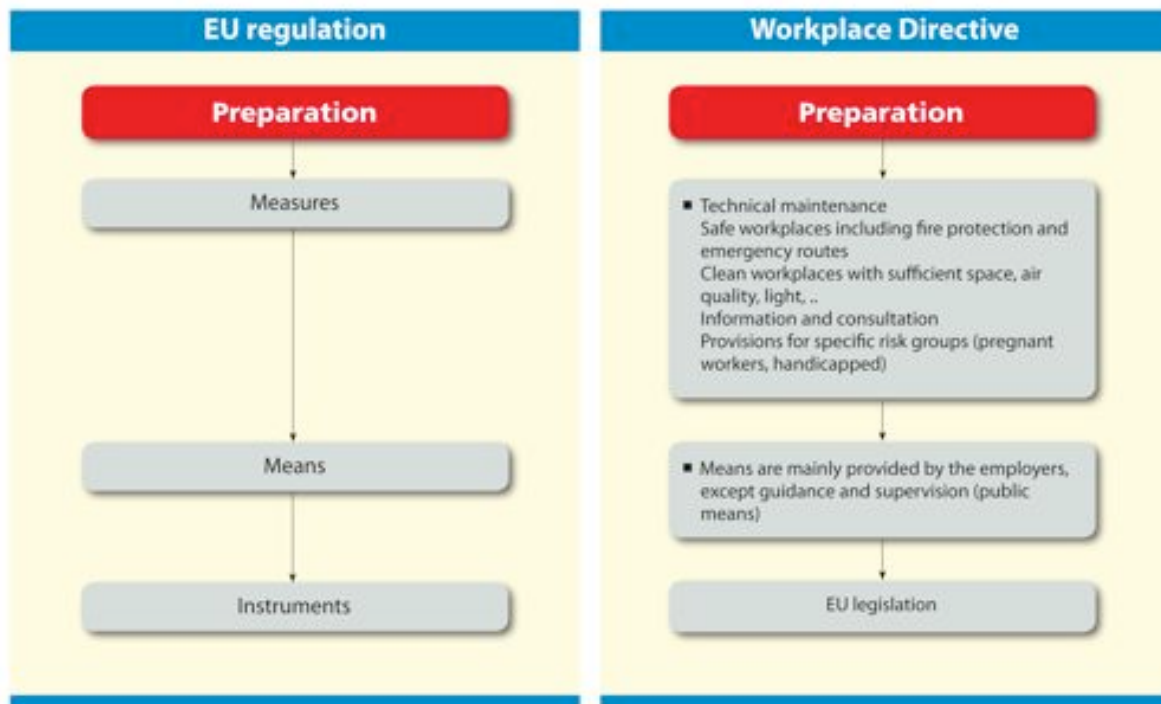 EU regulation
Preparation
Measures
Means
Instruments
Workplace Directive
Preparation
▪ Technical maintenance
Safe workplaces including fire protection and
emergency routes
Clean workplaces with sufficient space, air
quality, light, ..
Information and consultation
Provisions for specific risk groups (pregnant
workers, handicapped)
▪ Means are mainly provided by the employers,
except guidance and supervision (public
means)
EU legislation